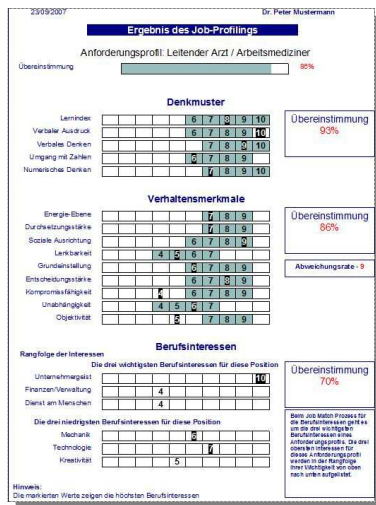 23/09/2007 Dr. Peter Mustermann
Ergebnis des Job-Profilings
Anforderungsprofil: Leitender Arzt / Arbeitsmediziner
Übereinstimmung 86%
Denkmuster
Lernindex 6 7 8 9 10
Verbaler Ausdruck 6 7 8 9 10
Verbales Denken 7 8 9 10
Umgang mit Zahlen 6 7 8 9
Numerisches Denken 7 8 9 10
Übereinstimmung
93%
Verhaltensmerkmale
Energie-Ebene 7 8 9
Durchsetzungsstärke 7 8 9
Soziale Ausrichtung 6 7 8 9
Lenkbarkeit 4 5 6 7
Grundeinstellung 6 7 8 9
Entscheidungsstärke 6 7 8 9
Kompromissfähigkeit 4 6 7 8 9
Unabhängigkeit 4 5 6 7
Objektivität 5 7 8 9
Übereinstimmung
86%
Abweichungsrate - 9
Berufsinteressen
Rangfolge der Interessen
Die drei wichtigsten Berufsinteressen für diese Position
Unternehmergeist 10
Finanzen/Verwaltung 4
Dienst am Menschen 4
Die drei niedrigsten Berufsinteressen für diese Position
Mechanik 6
Technologie 7
Kreativität 5
Übereinstimmung
70%
Beim Job Match Prozess für
die Berufsinteressen geht es
um die drei wichtigsten
Berufsinteressen eines
Anforderungsprofils. Die drei
obersten Interessen für
dieses Anforderungsprofil
werden in der Rangfolge
ihrer Wichtigkeit von oben
nach unten aufgelistet.
Hinweis:
Die markierten Werte zeigen die höchsten Berufsinteressen